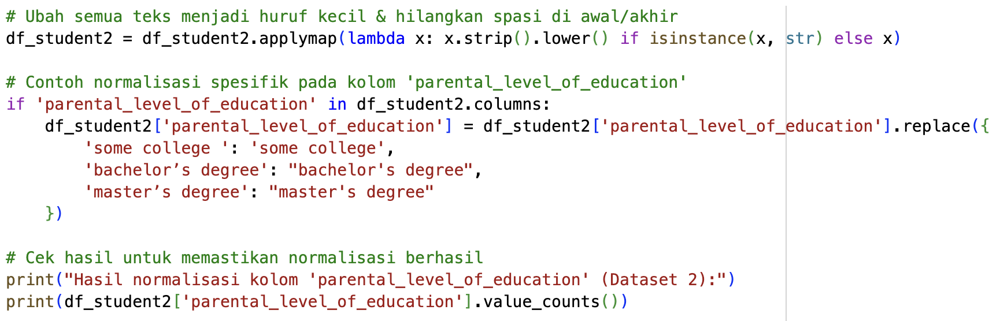 # Ubah semua teks menjadi huruf kecil & hilangkan spasi di awal/akhir
df_student2 = df_student2.applymap(lambda x: x.strip().lower() if isinstance(x, str) else x)

# Contoh normalisasi spesifik pada kolom 'parental_level_of_education'
if 'parental_level_of_education' in df_student2.columns:
    df_student2['parental_level_of_education'] = df_student2['parental_level_of_education'].replace({
        'some college ': 'some college',
        'bachelor’s degree': "bachelor's degree",
        'master’s degree': "master's degree"
    })

# Cek hasil untuk memastikan normalisasi berhasil
print("Hasil normalisasi kolom 'parental_level_of_education' (Dataset 2):")
print(df_student2['parental_level_of_education'].value_counts())